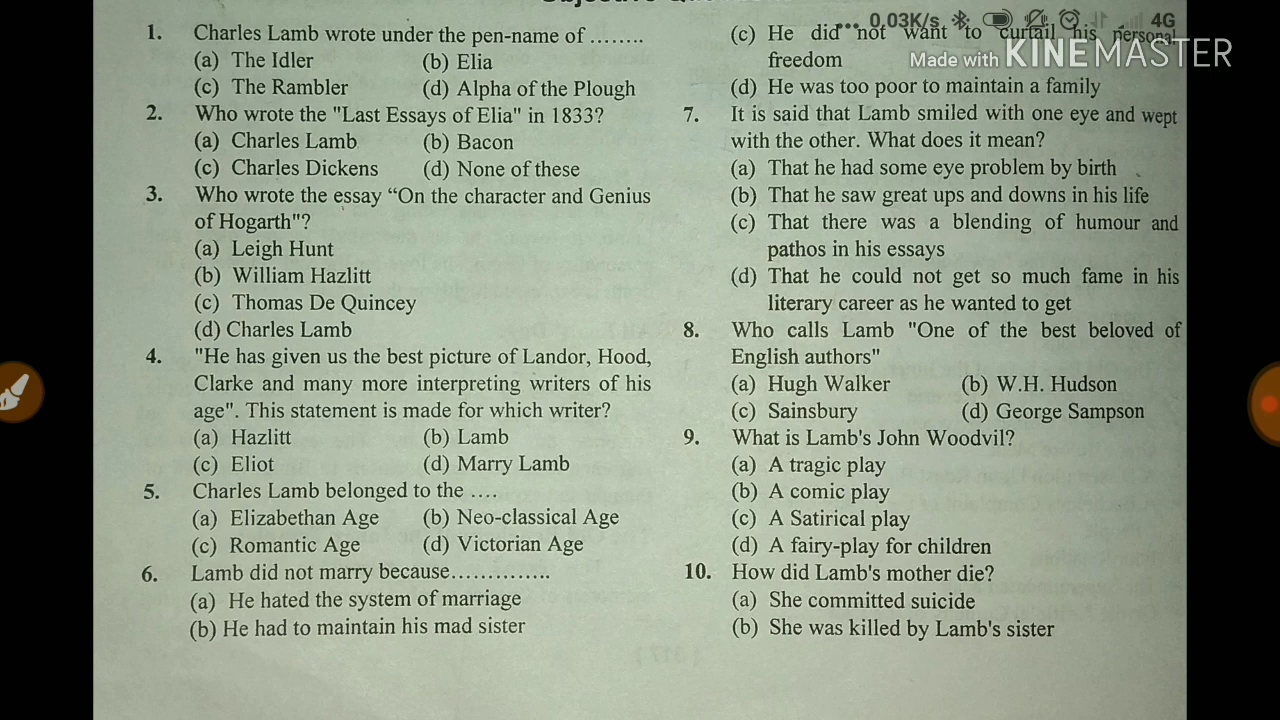 1. Charles Lamb wrote under the pen-name of ........
(a) The Idler (b) Elia
(c) The Rambler (d) Alpha of the Plough
2. Who wrote the "Last Essays of Elia" in 1833?
(a) Charles Lamb (b) Bacon
(c) Charles Dickens (d) None of these
3. Who wrote the essay “On the character and Genius
of Hogarth"?
(a) Leigh Hunt
(b) William Hazlitt
(c) Thomas De Quincey
(d) Charles Lamb
4. "He has given us the best picture of Landor, Hood,
Clarke and many more interpreting writers of his
age". This statement is made for which writer?
(a) Hazlitt (b) Lamb
(c) Eliot (d) Marry Lamb
5. Charles Lamb belonged to the ....
(a) Elizabethan Age (b) Neo-classical Age
(c) Romantic Age (d) Victorian Age
6. Lamb did not marry because..............
(a) He hated the system of marriage
(b) He had to maintain his mad sister
... 0.03K/s 4G
(c) He did not want to curtail his personal
freedom
Made with KINEMASTER
(d) He was too poor to maintain a family
7. It is said that Lamb smiled with one eye and wept
with the other. What does it mean?
(a) That he had some eye problem by birth
(b) That he saw great ups and downs in his life
(c) That there was a blending of humour and
pathos in his essays
(d) That he could not get so much fame in his
literary career as he wanted to get
8. Who calls Lamb "One of the best beloved of
English authors"
(a) Hugh Walker (b) W.H. Hudson
(c) Sainsbury (d) George Sampson
9. What is Lamb's John Woodvil?
(a) A tragic play
(b) A comic play
(c) A Satirical play
(d) A fairy-play for children
10. How did Lamb's mother die?
(a) She committed suicide
(b) She was killed by Lamb's sister